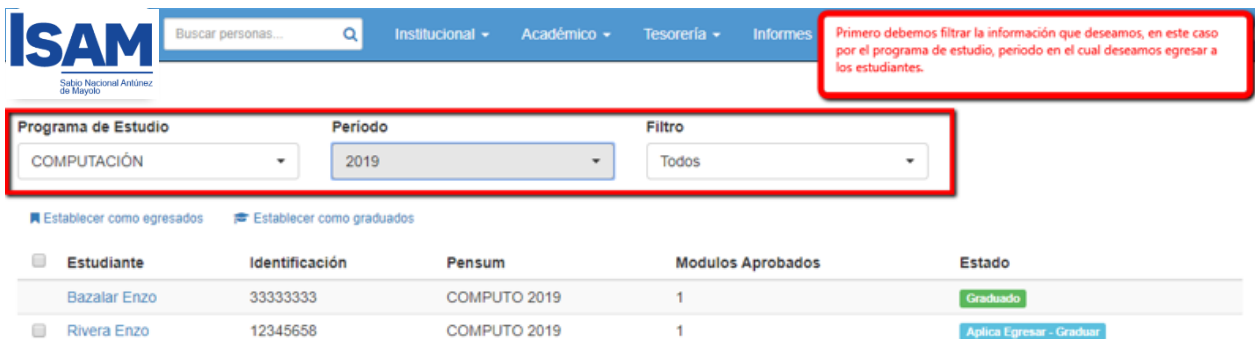 ISAM
Sabio Nacional Antúnez
de Mayolo
Buscar personas...
Institucional
Académico
Tesorería
Informes
Primero debemos filtrar la información que deseamos, en este caso
por el programa de estudio, periodo en el cual deseamos egresar a
los estudiantes.
Programa de Estudio
Período
Filtro
COMPUTACIÓN
2019
Todos
Establecer como egresados
Establecer como graduados
Estudiante Identificación Pensum Modulos Aprobados Estado
Bazalar Enzo 33333333 COMPUTO 2019 1 Graduado
Rivera Enzo 12345658 COMPUTO 2019 1 Aplica Egresar - Graduar